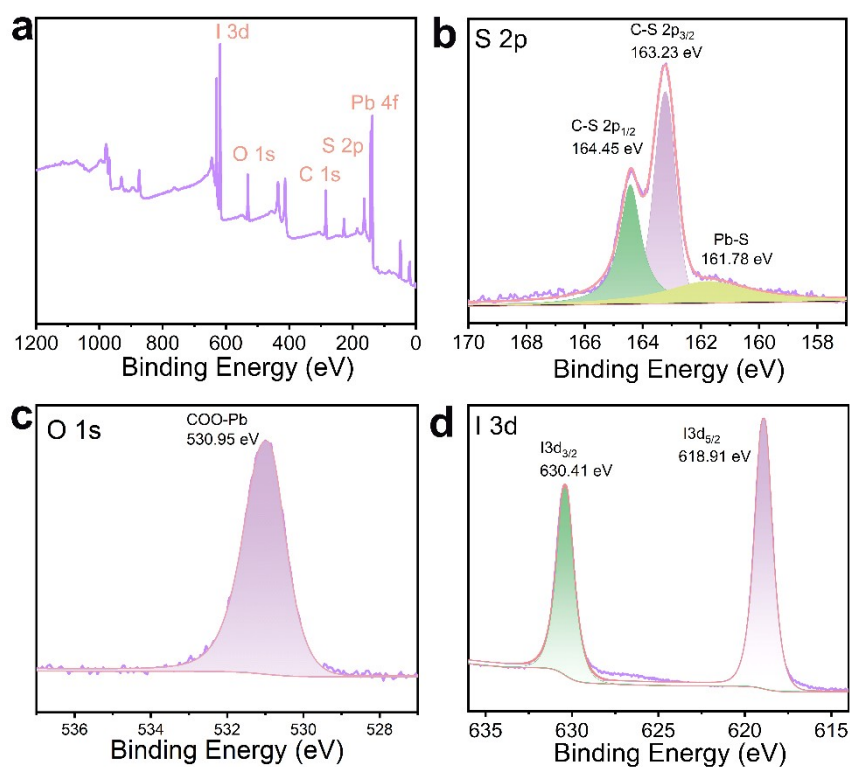 a
I 3d
Pb 4f
O 1s
S 2p
C 1s
1200 1000 800 600 400 200 0
Binding Energy (eV)
b
S 2p
C-S 2p3/2
163.23 eV
C-S 2p1/2
164.45 eV
Pb-S
161.78 eV
170 168 166 164 162 160 158
Binding Energy (eV)
c
O 1s
COO-Pb
530.95 eV
536 534 532 530 528
Binding Energy (eV)
d
I 3d
I3d3/2
630.41 eV
I3d5/2
618.91 eV
635 630 625 620 615
Binding Energy (eV)